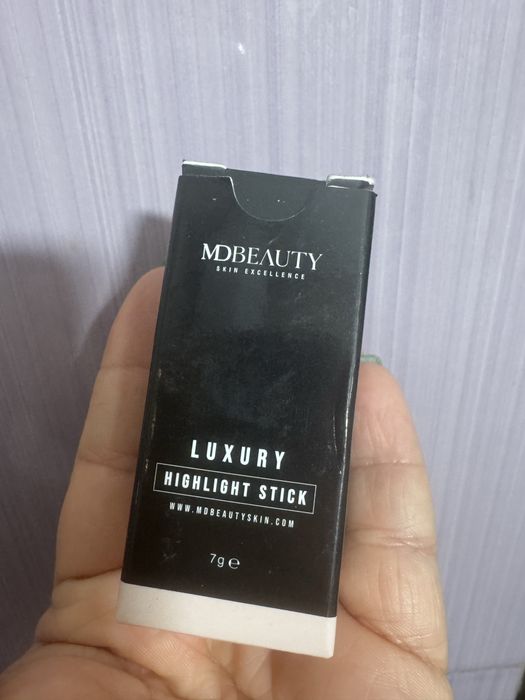 MDBEAUTY
SKIN EXCELLENCE
LUXURY
HIGHLIGHT STICK
WWW.MDBEAUTYSKIN.COM
7g℮